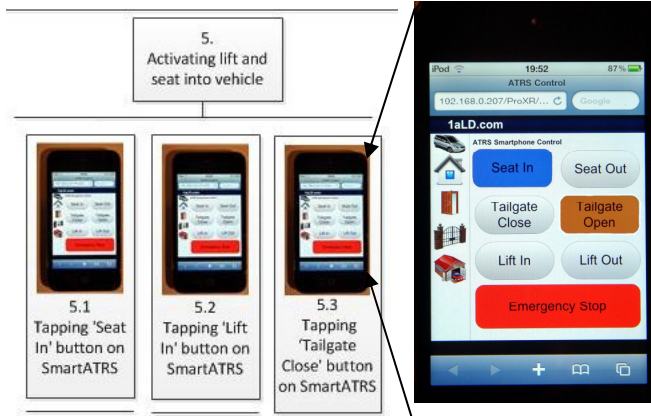 5.
Activating lift and
seat into vehicle
5.1
Tapping 'Seat
In' button on
SmartATRS
5.2
Tapping 'Lift
In' button on
SmartATRS
5.3
Tapping
‘Tailgate
Close' button
on SmartATRS
iPod 19:52 87%
ATRS Control
192.168.0.207/ProXR/... Google
1aLD.com
ATRS Smartphone Control
Seat In Seat Out
Tailgate Close Tailgate Open
Lift In Lift Out
Emergency Stop